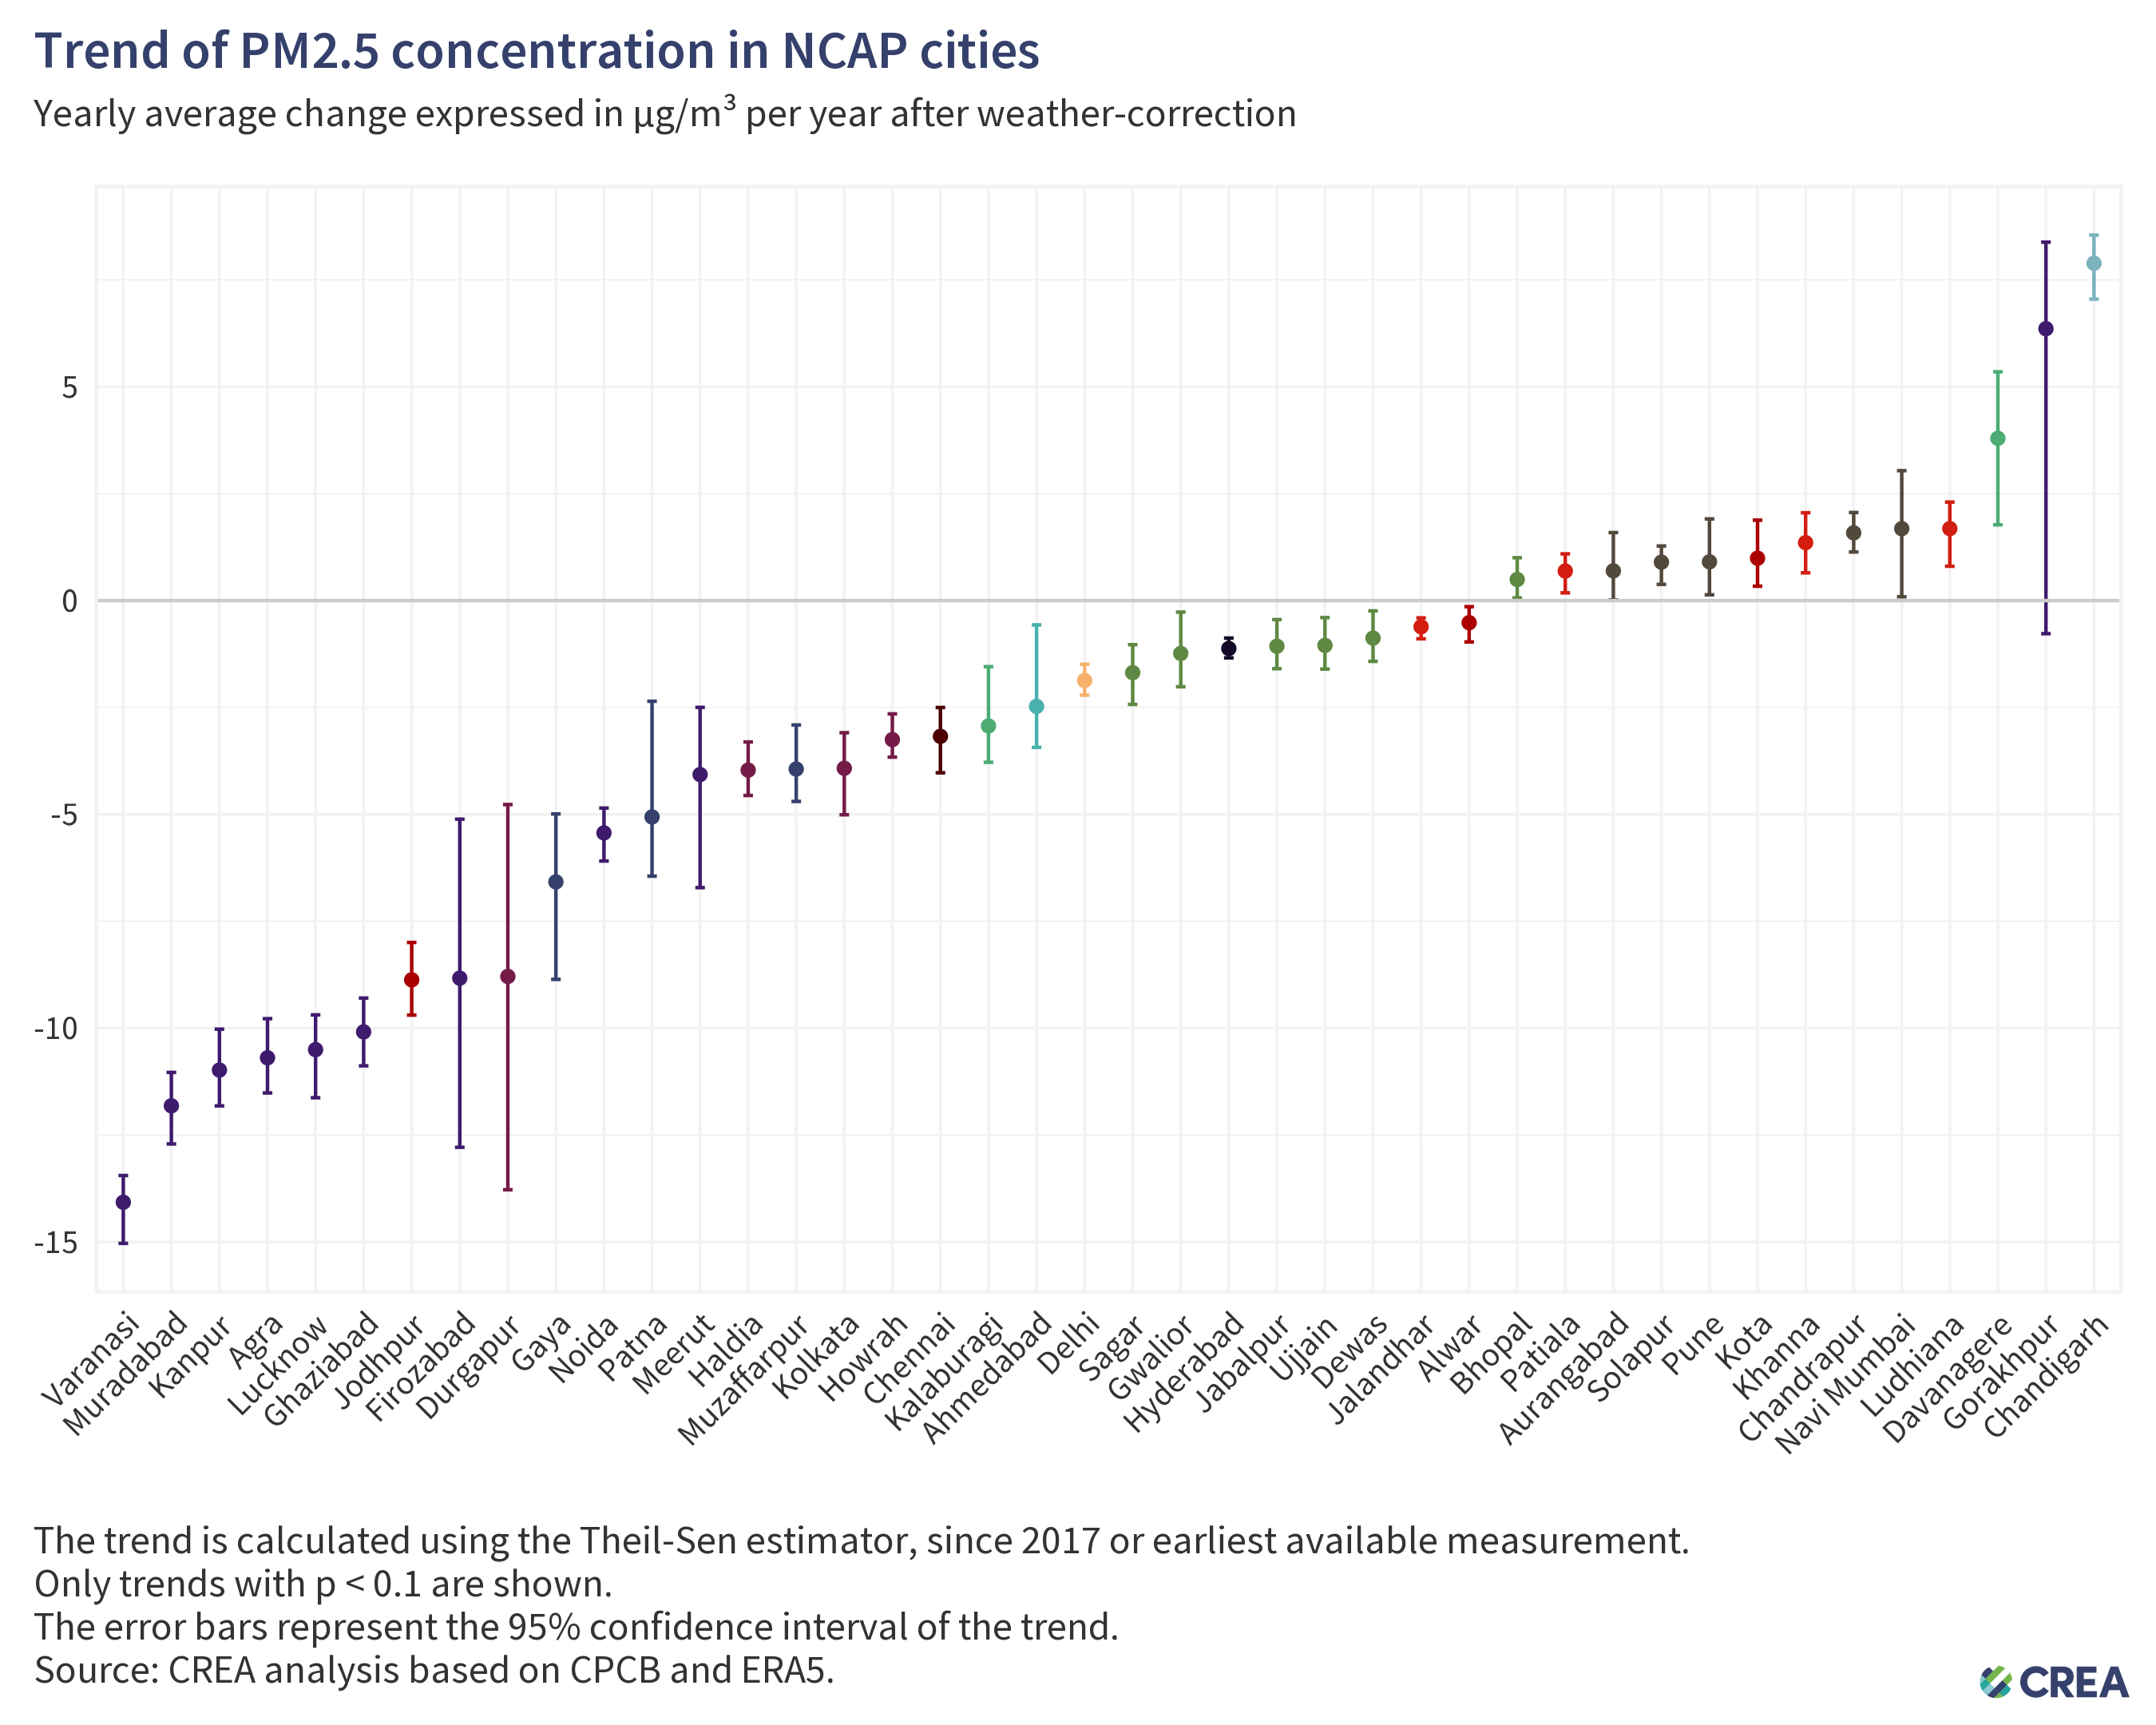 Trend of PM2.5 concentration in NCAP cities
Yearly average change expressed in µg/m³ per year after weather-correction
5
0
-5
-10
-15
Varanasi
Muradabad
Kanpur
Agra
Lucknow
Ghaziabad
Jodhpur
Firozabad
Durgapur
Gaya
Noida
Patna
Meerut
Haldia
Muzaffarpur
Kolkata
Howrah
Chennai
Kalaburagi
Ahmedabad
Delhi
Sagar
Gwalior
Hyderabad
Jabalpur
Ujjain
Dewas
Jalandhar
Alwar
Bhopal
Patiala
Aurangabad
Solapur
Pune
Kota
Khanna
Chandrapur
Navi Mumbai
Ludhiana
Davanagere
Gorakhpur
Chandigarh
The trend is calculated using the Theil-Sen estimator, since 2017 or earliest available measurement.
Only trends with p < 0.1 are shown.
The error bars represent the 95% confidence interval of the trend.
Source: CREA analysis based on CPCB and ERA5.
CREA